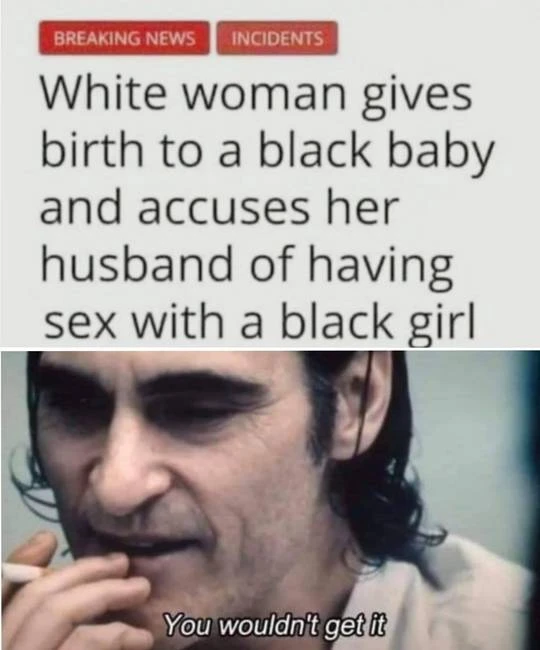 BREAKING NEWS INCIDENTS
White woman gives
birth to a black baby
and accuses her
husband of having
sex with a black girl
You wouldn't get it